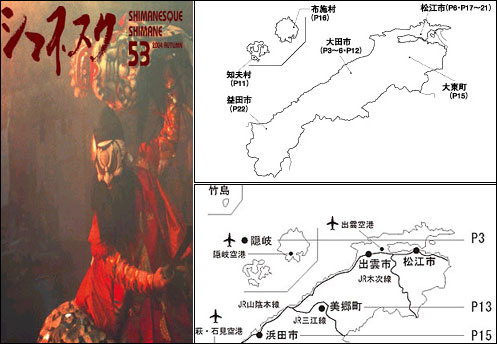 シマネスク
SHIMANESQUE
SHIMANE
53
2004 AUTUMN
布施村
(P16)
松江市(P6・P17~21)
大田市
(P3~6・P12)
知夫村
(P11)
大東町
(P15)
益田市
(P22)
竹島
出雲空港
隠岐
P3
隠岐空港
出雲市
松江市
JR木次線
JR山陰本線
美郷町
P13
JR三江線
萩・石見空港
浜田市
P15